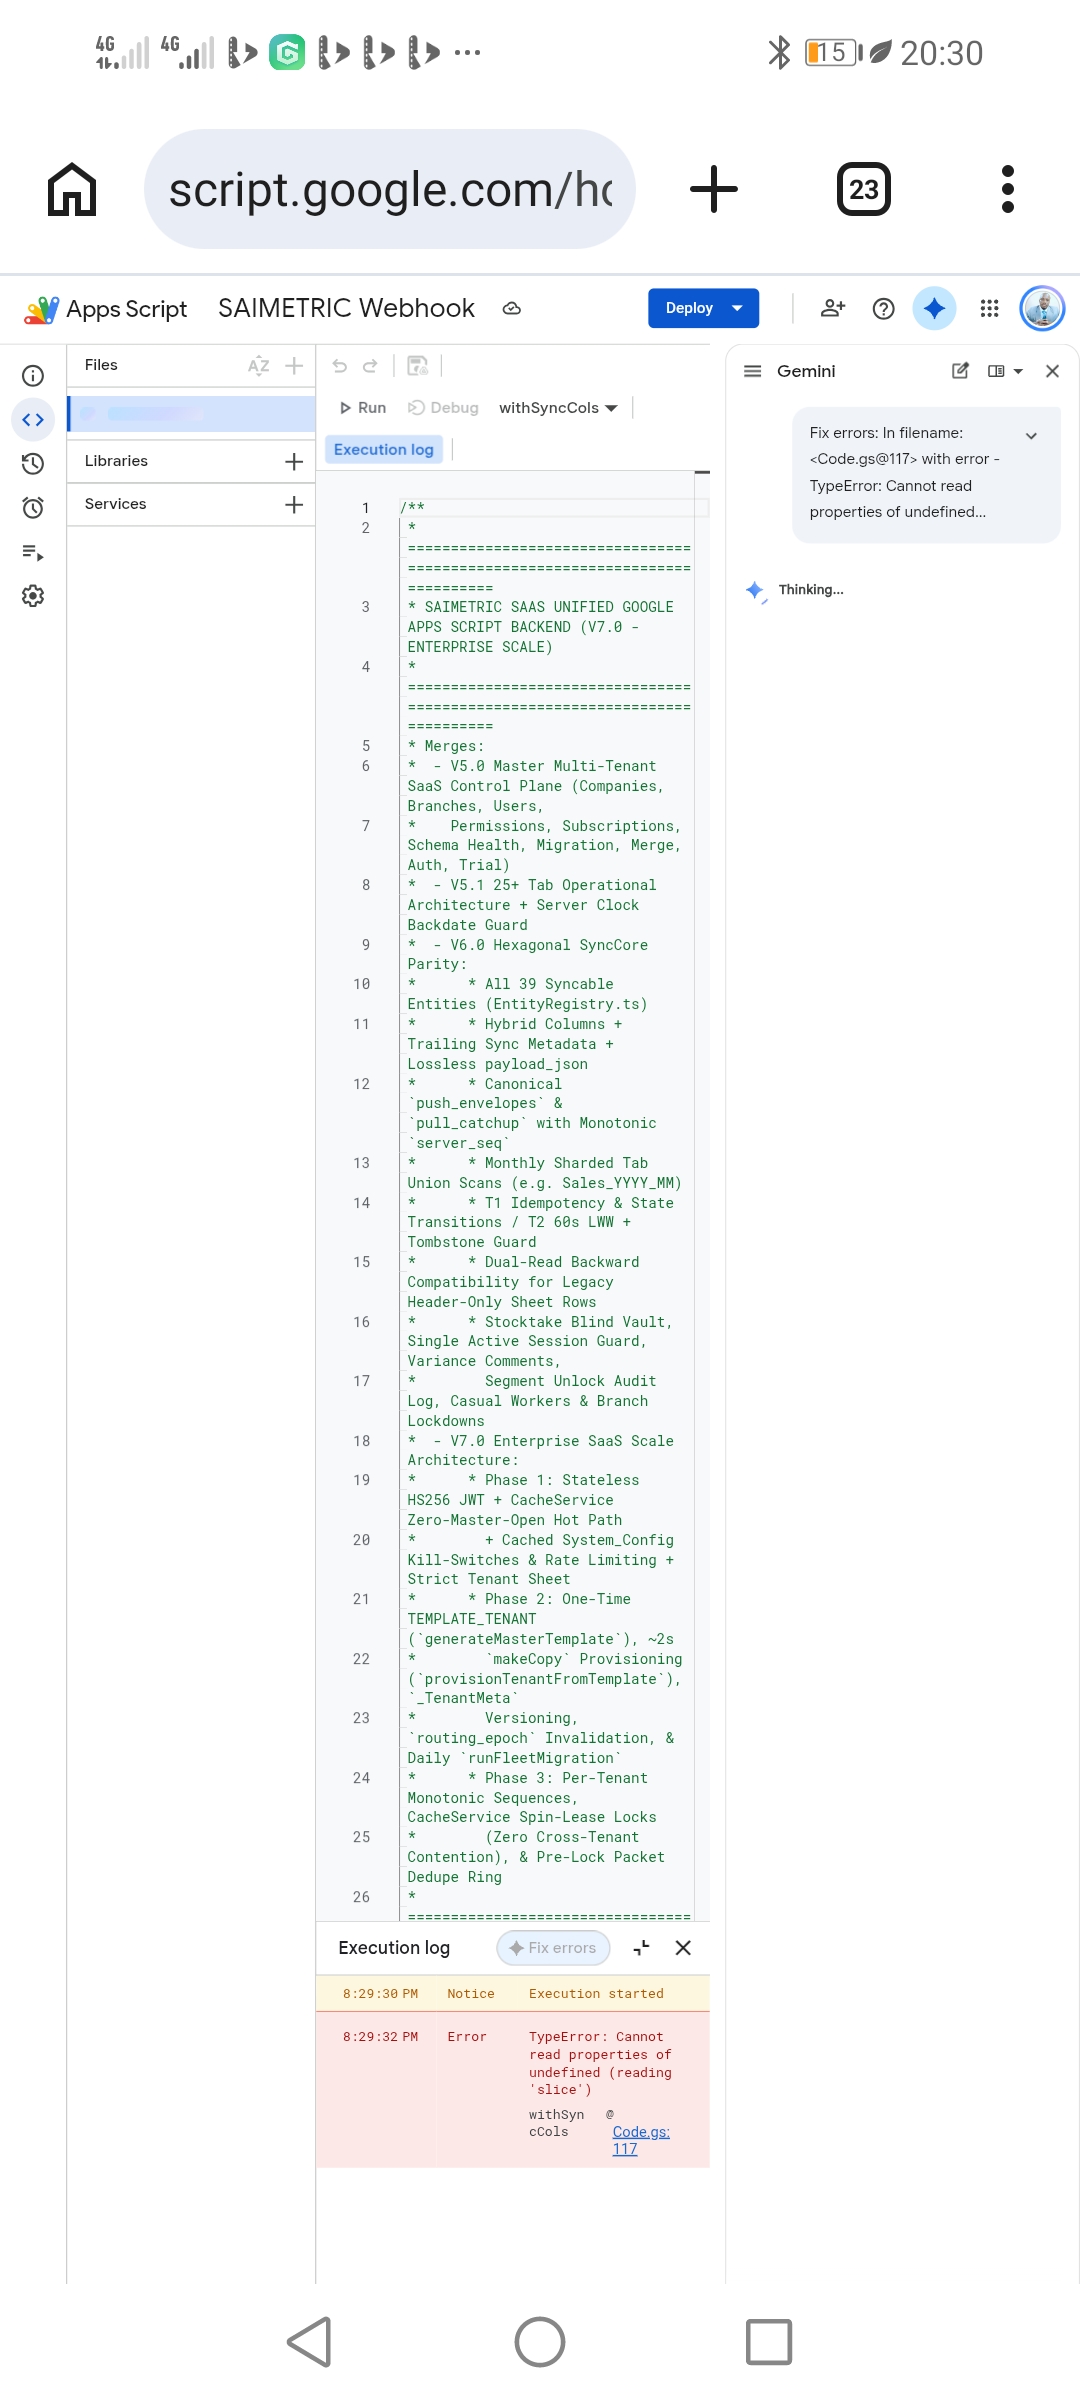 4G 4G 15 20:30
script.google.com/hc
23
Apps Script SAIMETRIC Webhook Deploy
Files AZ
Libraries
Services
Run Debug withSyncCols
Execution log
1 /**
2 *
=================================
=================================
==========
3 * SAIMETRIC SAAS UNIFIED GOOGLE
APPS SCRIPT BACKEND (V7.0 -
ENTERPRISE SCALE)
4 *
=================================
=================================
==========
5 * Merges:
6 * - V5.0 Master Multi-Tenant
SaaS Control Plane (Companies,
Branches, Users,
7 * Permissions, Subscriptions,
Schema Health, Migration, Merge,
Auth, Trial)
8 * - V5.1 25+ Tab Operational
Architecture + Server Clock
Backdate Guard
9 * - V6.0 Hexagonal SyncCore
Parity:
10 * * All 39 Syncable
Entities (EntityRegistry.ts)
11 * * Hybrid Columns +
Trailing Sync Metadata +
Lossless payload_json
12 * * Canonical
`push_envelopes` &
`pull_catchup` with Monotonic
`server_seq`
13 * * Monthly Sharded Tab
Union Scans (e.g. Sales_YYYY_MM)
14 * * T1 Idempotency & State
Transitions / T2 60s LWW +
Tombstone Guard
15 * * Dual-Read Backward
Compatibility for Legacy
Header-Only Sheet Rows
16 * * Stocktake Blind Vault,
Single Active Session Guard,
Variance Comments,
17 * Segment Unlock Audit
Log, Casual Workers & Branch
Lockdowns
18 * - V7.0 Enterprise SaaS Scale
Architecture:
19 * * Phase 1: Stateless
HS256 JWT + CacheService
Zero-Master-Open Hot Path
20 * + Cached System_Config
Kill-Switches & Rate Limiting +
Strict Tenant Sheet
21 * * Phase 2: One-Time
TEMPLATE_TENANT
(`generateMasterTemplate`), ~2s
22 * `makeCopy` Provisioning
(`provisionTenantFromTemplate`),
`_TenantMeta`
23 * Versioning,
`routing_epoch` Invalidation, &
Daily `runFleetMigration`
24 * * Phase 3: Per-Tenant
Monotonic Sequences,
CacheService Spin-Lease Locks
25 * (Zero Cross-Tenant
Contention), & Pre-Lock Packet
Dedupe Ring
26 *
=================================
Execution log Fix errors
8:29:30 PM Notice Execution started
8:29:32 PM Error TypeError: Cannot
read properties of
undefined (reading
'slice')
withSyn @
cCols Code.gs:
117
Gemini
Fix errors: In filename:
<Code.gs@117> with error -
TypeError: Cannot read
properties of undefined...
Thinking...